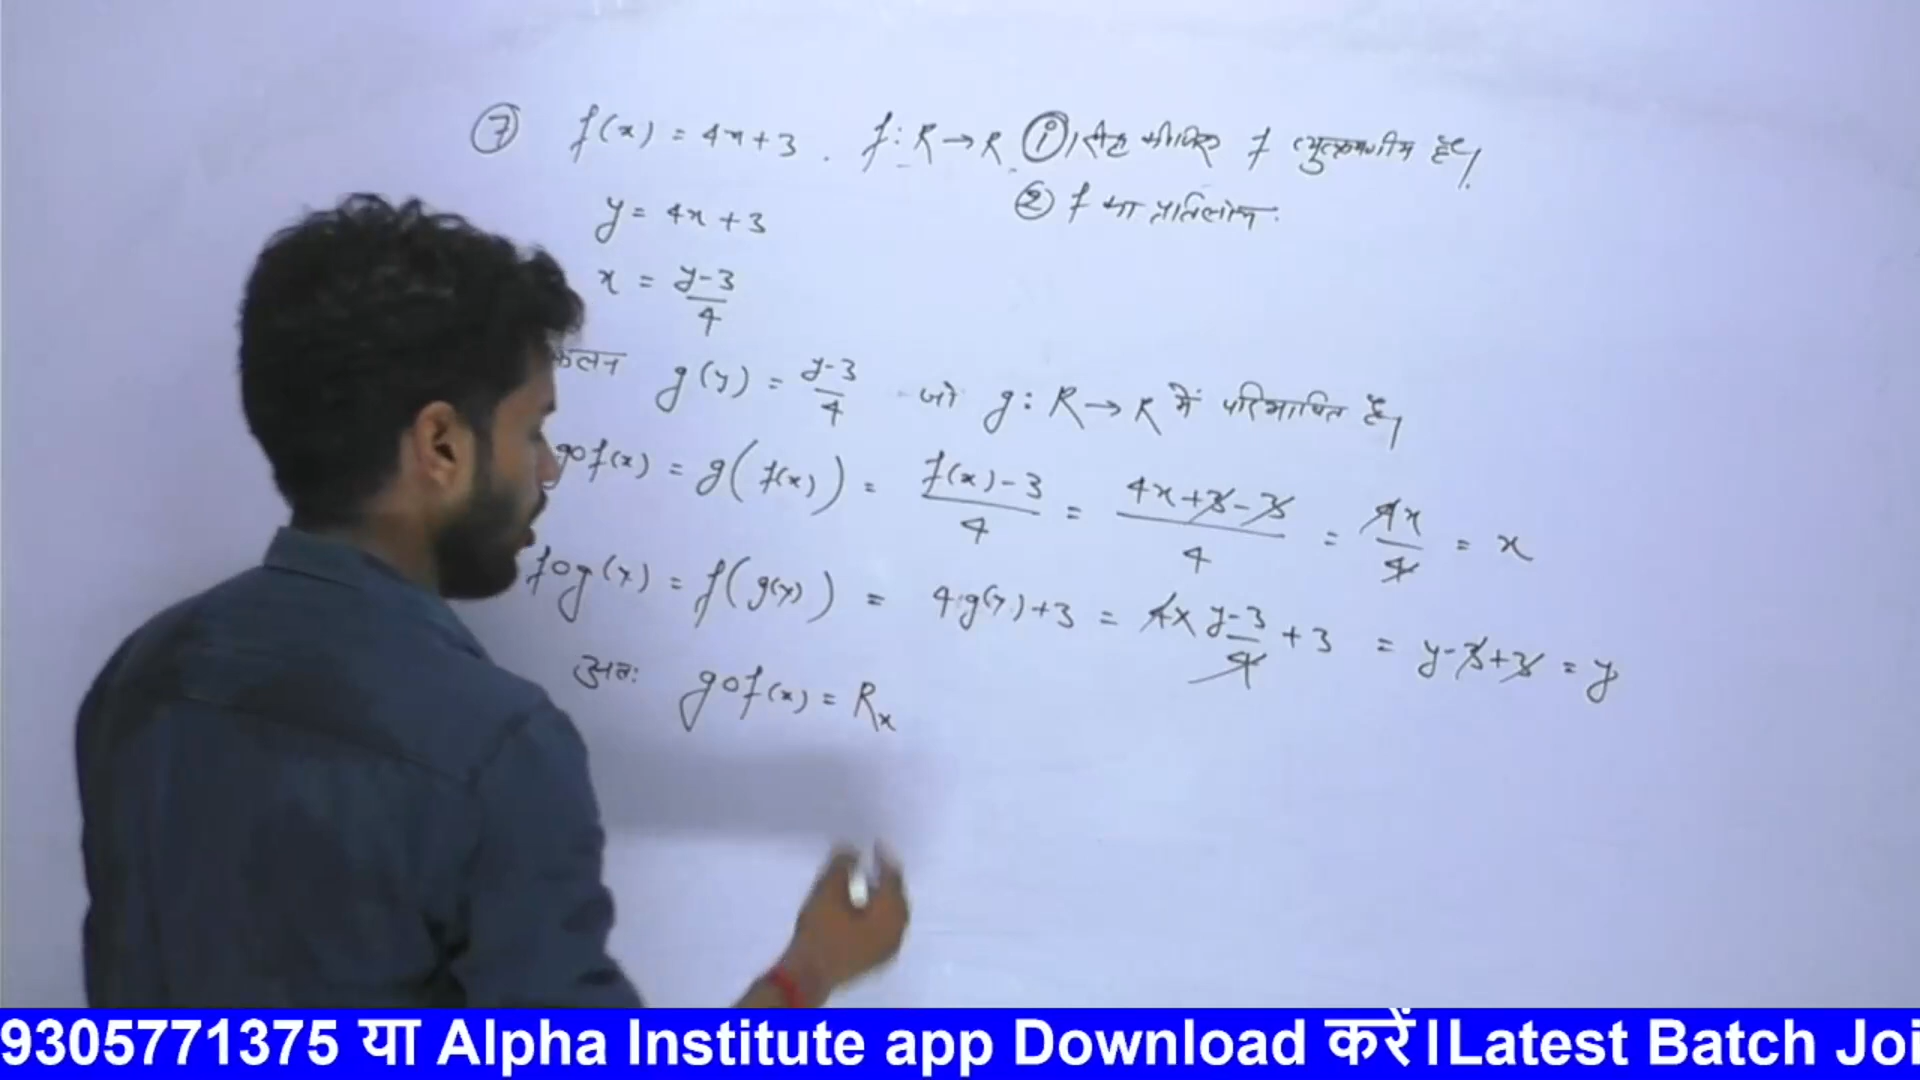 ⑦ f(x) = 4x+3 . f: R→R ① सिद्ध कीजिए f व्युत्क्रमणीय है।
② f का प्रतिलोम.
y = 4x + 3
x = y-3/4
फलन g(y) = y-3/4 जो g: R→R में परिभाषित है।
gof(x) = g(f(x)) = f(x)-3/4 = 4x+3-3/4 = 4x/4 = x
fog(y) = f(g(y)) = 4g(y)+3 = 4× y-3/4 + 3 = y-3+3 = y
अतः gof(x) = Rx
9305771375 या Alpha Institute app Download करें।Latest Batch Joi